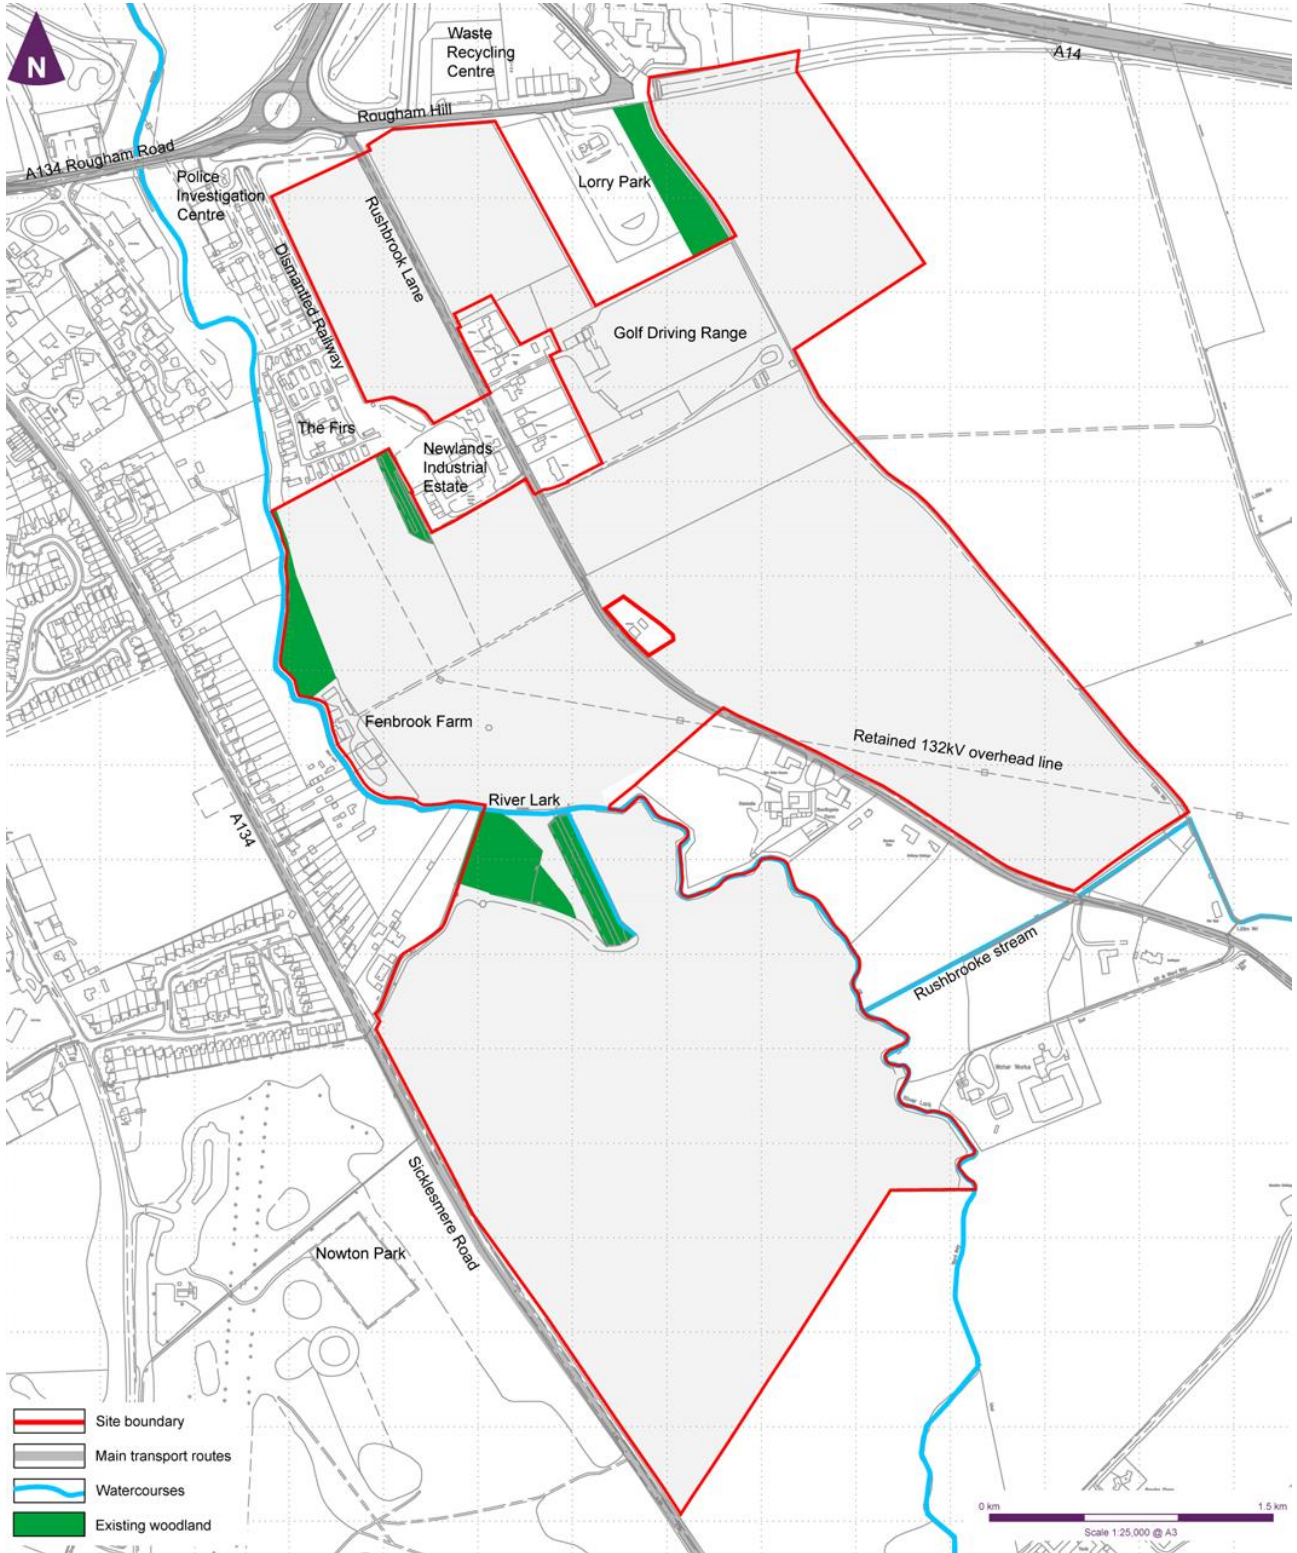 N
Waste
Recycling
Centre
A14
Rougham Hill
A134 Rougham Road
Police
Investigation
Centre
Lorry Park
Rushbrook Lane
Dismantled Railway
Golf Driving Range
The Firs
Newlands
Industrial
Estate
Fenbrook Farm
Retained 132kV overhead line
River Lark
A134
Rushbrooke stream
River Lark
Sicklesmere Road
Nowton Park
Site boundary
Main transport routes
Watercourses
Existing woodland
0 km
1.5 km
Scale 1:25,000 @ A3